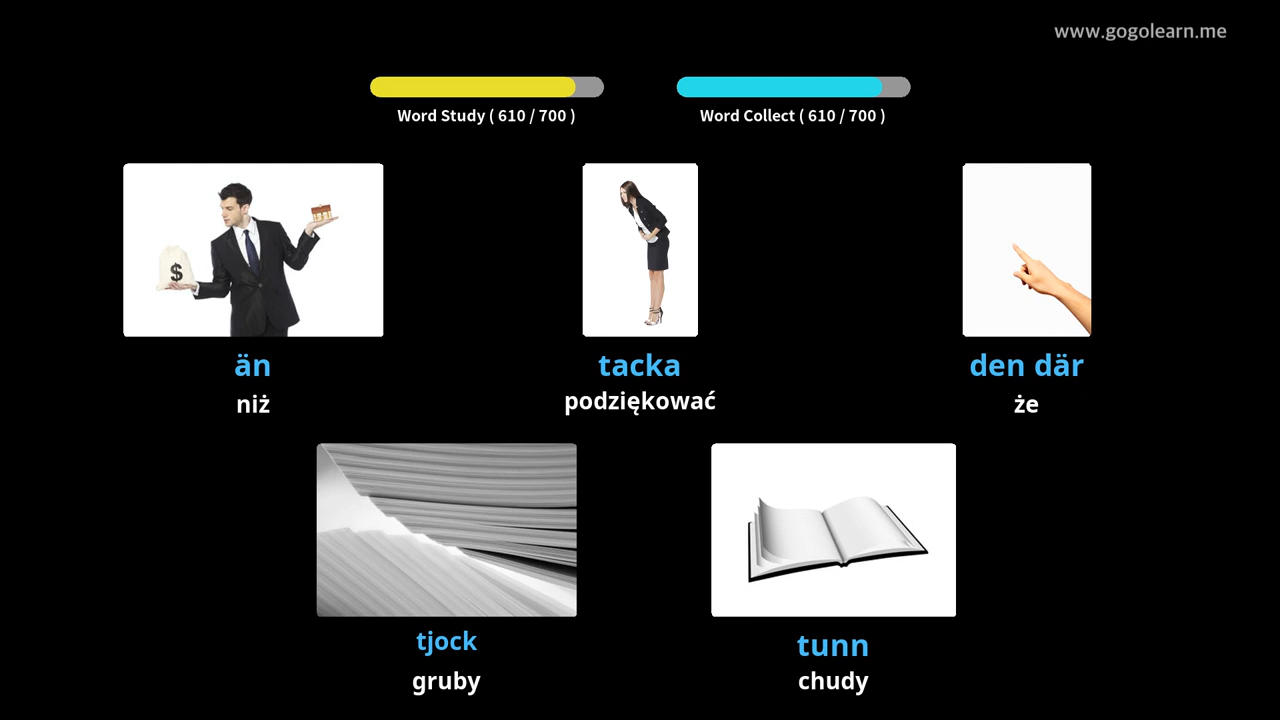 www.gogolearn.me
Word Study ( 610 / 700 )
Word Collect ( 610 / 700 )
$
än
niż
tacka
podziękować
den där
że
tjock
gruby
tunn
chudy